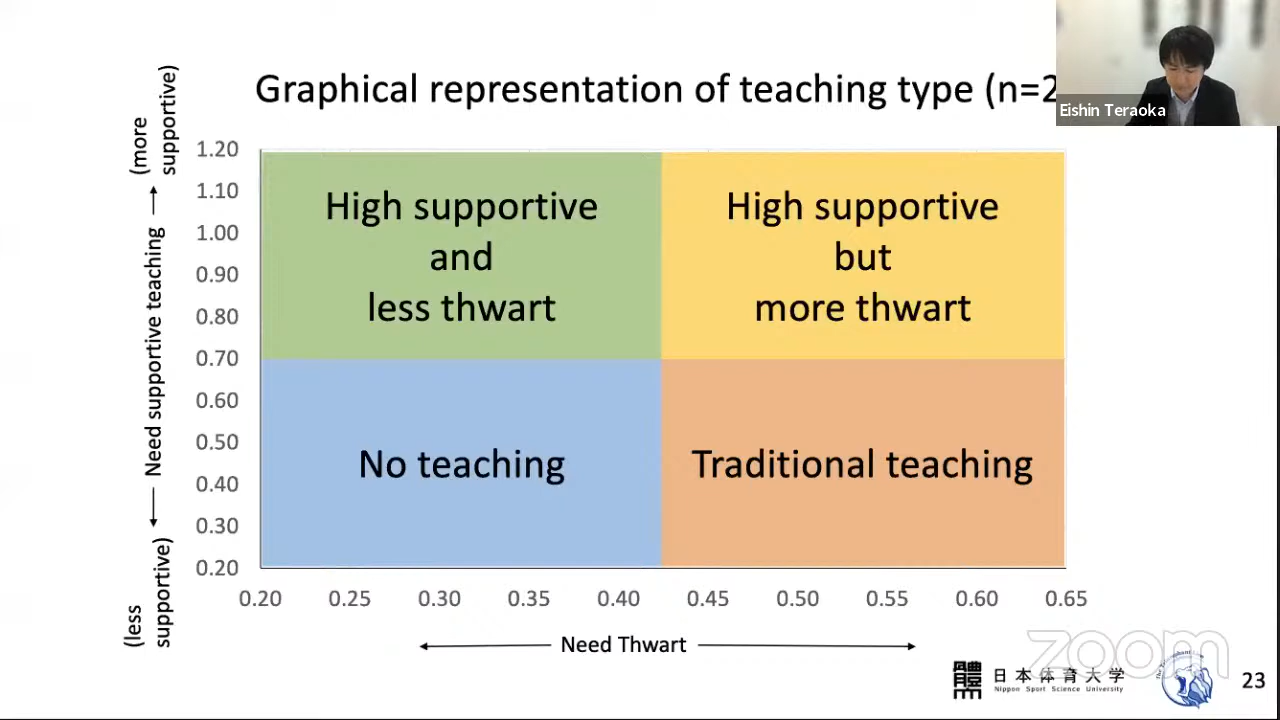 Graphical representation of teaching type (n=2
Eishin Teraoka
(more
supportive)
Need supportive teaching
(less
supportive)
1.20
1.10
1.00
0.90
0.80
0.70
0.60
0.50
0.40
0.30
0.20
High supportive
and
less thwart
High supportive
but
more thwart
No teaching
Traditional teaching
0.20 0.25 0.30 0.35 0.40 0.45 0.50 0.55 0.60 0.65
Need Thwart
zoom
日本体育大学
Nippon Sport Science University
23